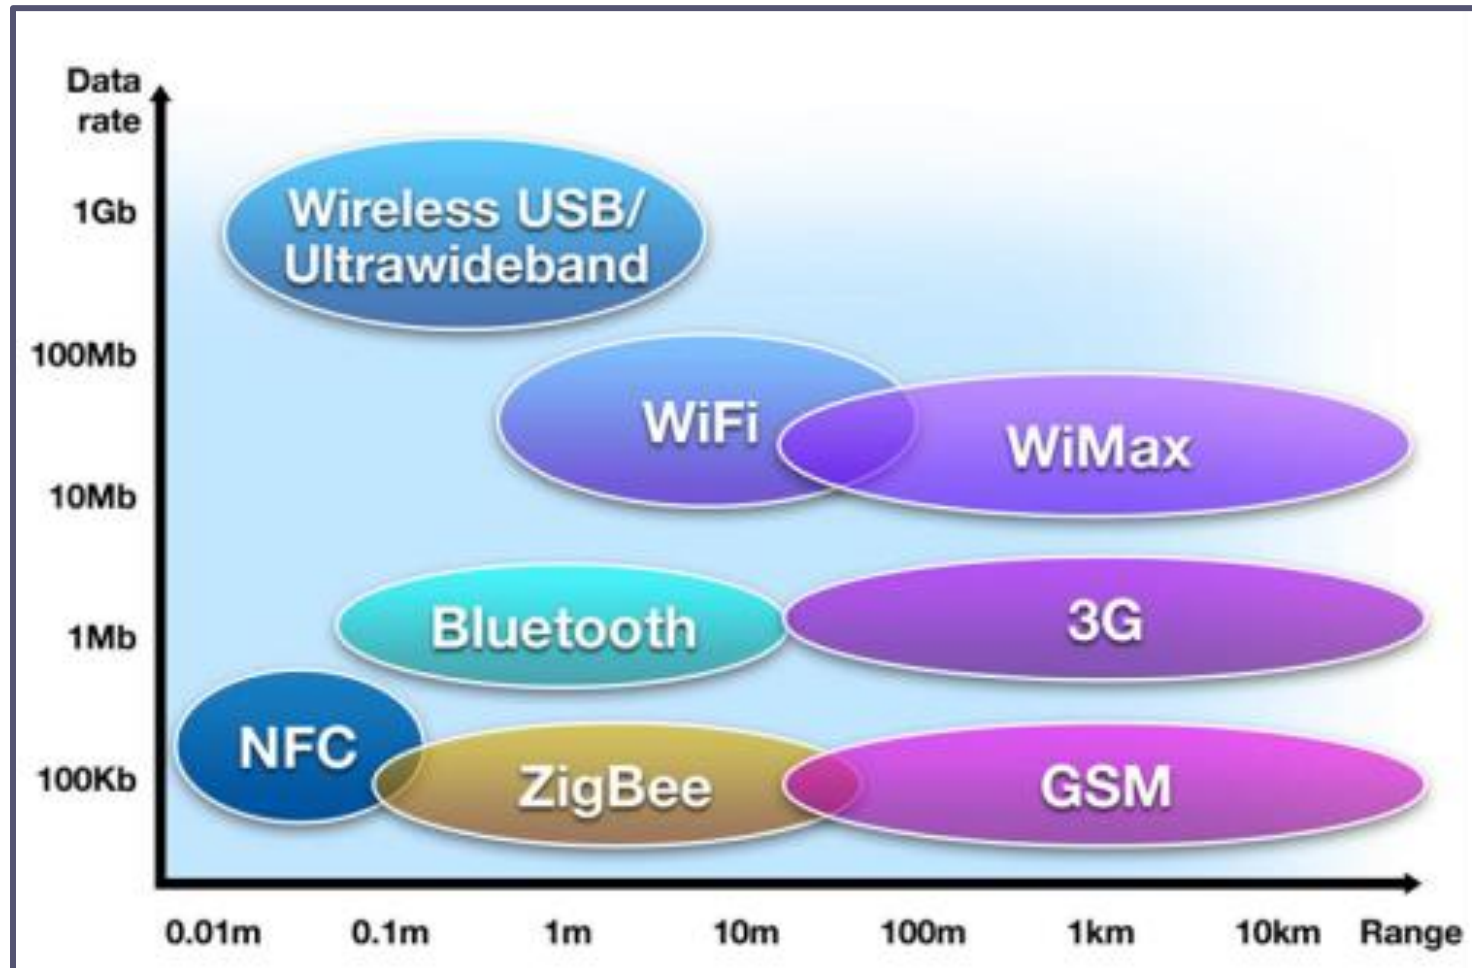 Data
rate
1Gb
100Mb
10Mb
1Mb
100Kb
Wireless USB/
Ultrawideband
WiFi
WiMax
Bluetooth
3G
NFC
ZigBee
GSM
0.01m 0.1m 1m 10m 100m 1km 10km Range